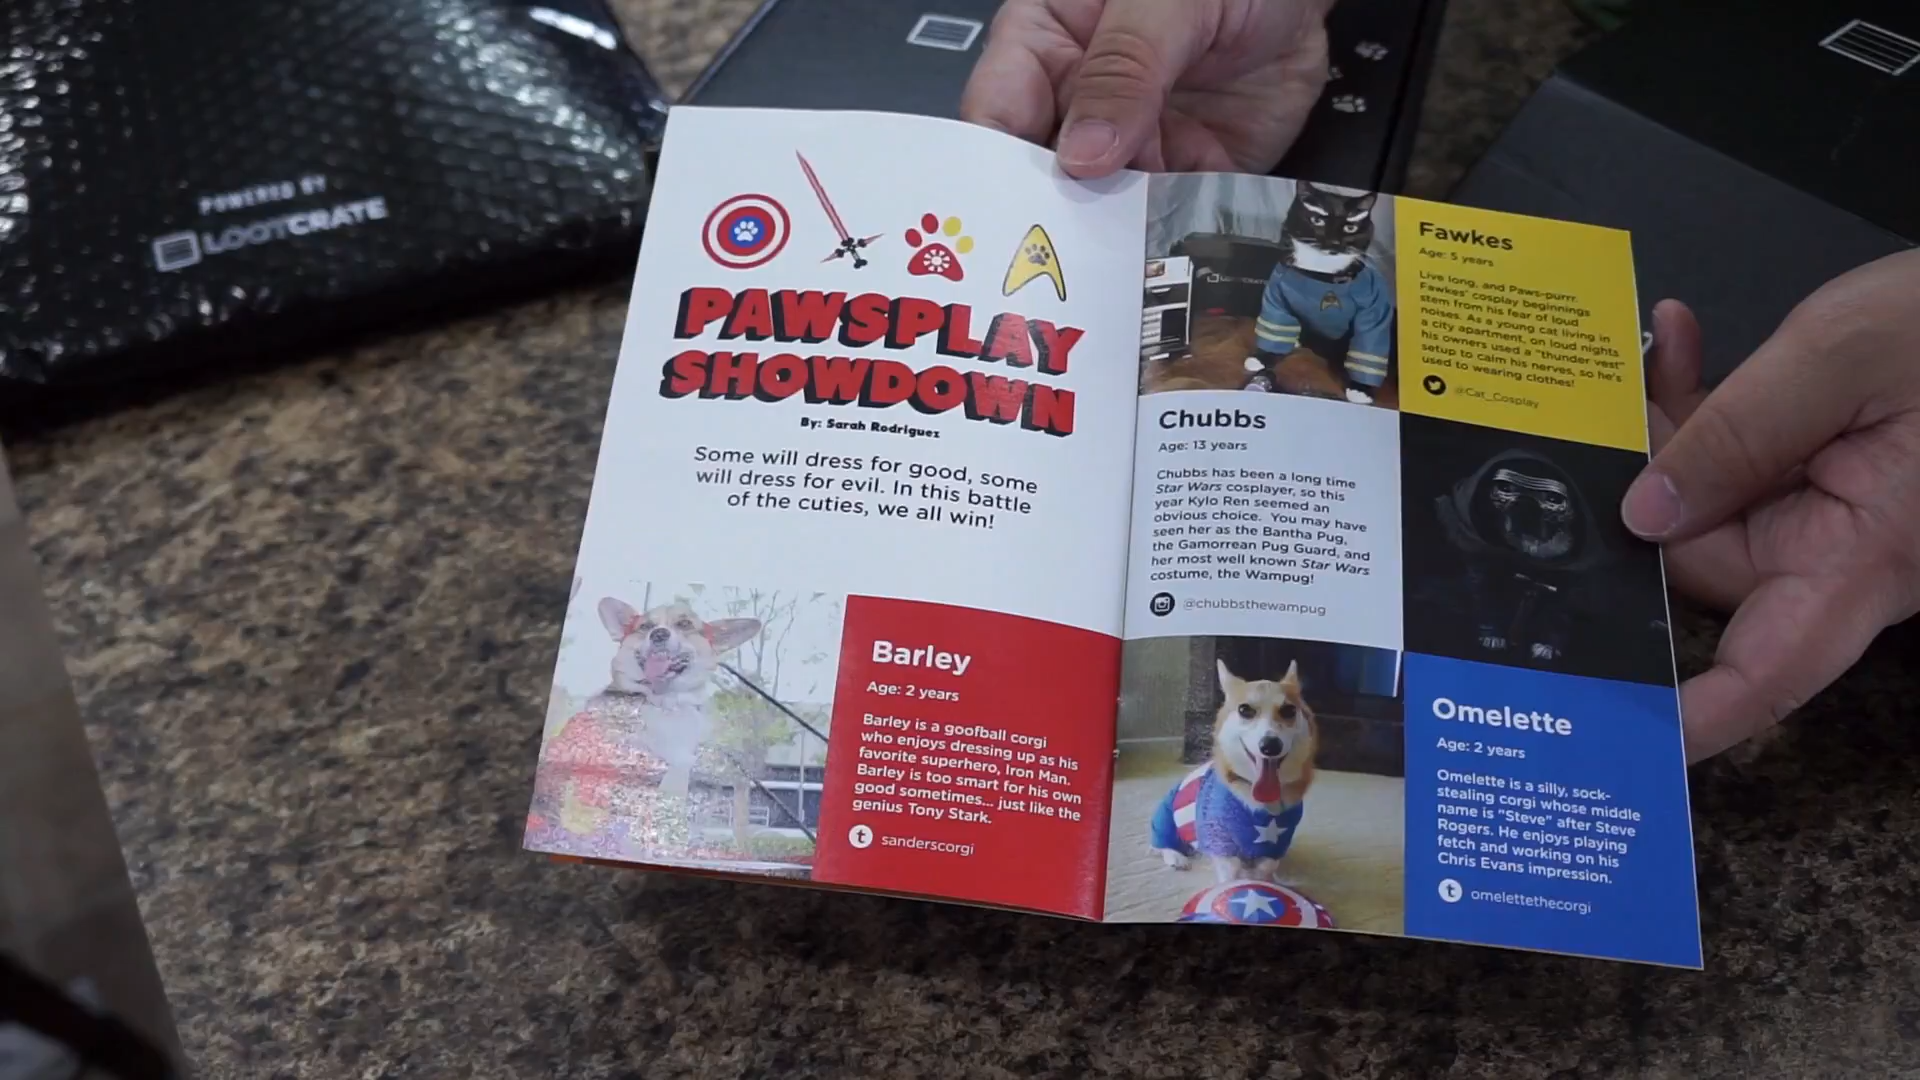 POWERED BY
LOOTCRATE
PAWSPLAY
SHOWDOWN
By: Sarah Rodriguez
Some will dress for good, some
will dress for evil. In this battle
of the cuties, we all win!
Barley
Age: 2 years
Barley is a goofball corgi
who enjoys dressing up as his
favorite superhero, Iron Man.
Barley is too smart for his own
good sometimes... just like the
genius Tony Stark.
sanderscorgi
Fawkes
Age: 5 years
Live long, and Paws-purrr.
Fawkes' cosplay beginnings
stem from his fear of loud
noises. As a young cat living in
a city apartment, on loud nights
his owners used a "thunder vest"
setup to calm his nerves, so he's
used to wearing clothes!
@Cat_Cosplay
Chubbs
Age: 13 years
Chubbs has been a long time
Star Wars cosplayer, so this
year Kylo Ren seemed an
obvious choice. You may have
seen her as the Bantha Pug,
the Gamorrean Pug Guard, and
her most well known Star Wars
costume, the Wampug!
@chubbsthewampug
Omelette
Age: 2 years
Omelette is a silly, sock-
stealing corgi whose middle
name is "Steve" after Steve
Rogers. He enjoys playing
fetch and working on his
Chris Evans impression.
omelettethecorgi